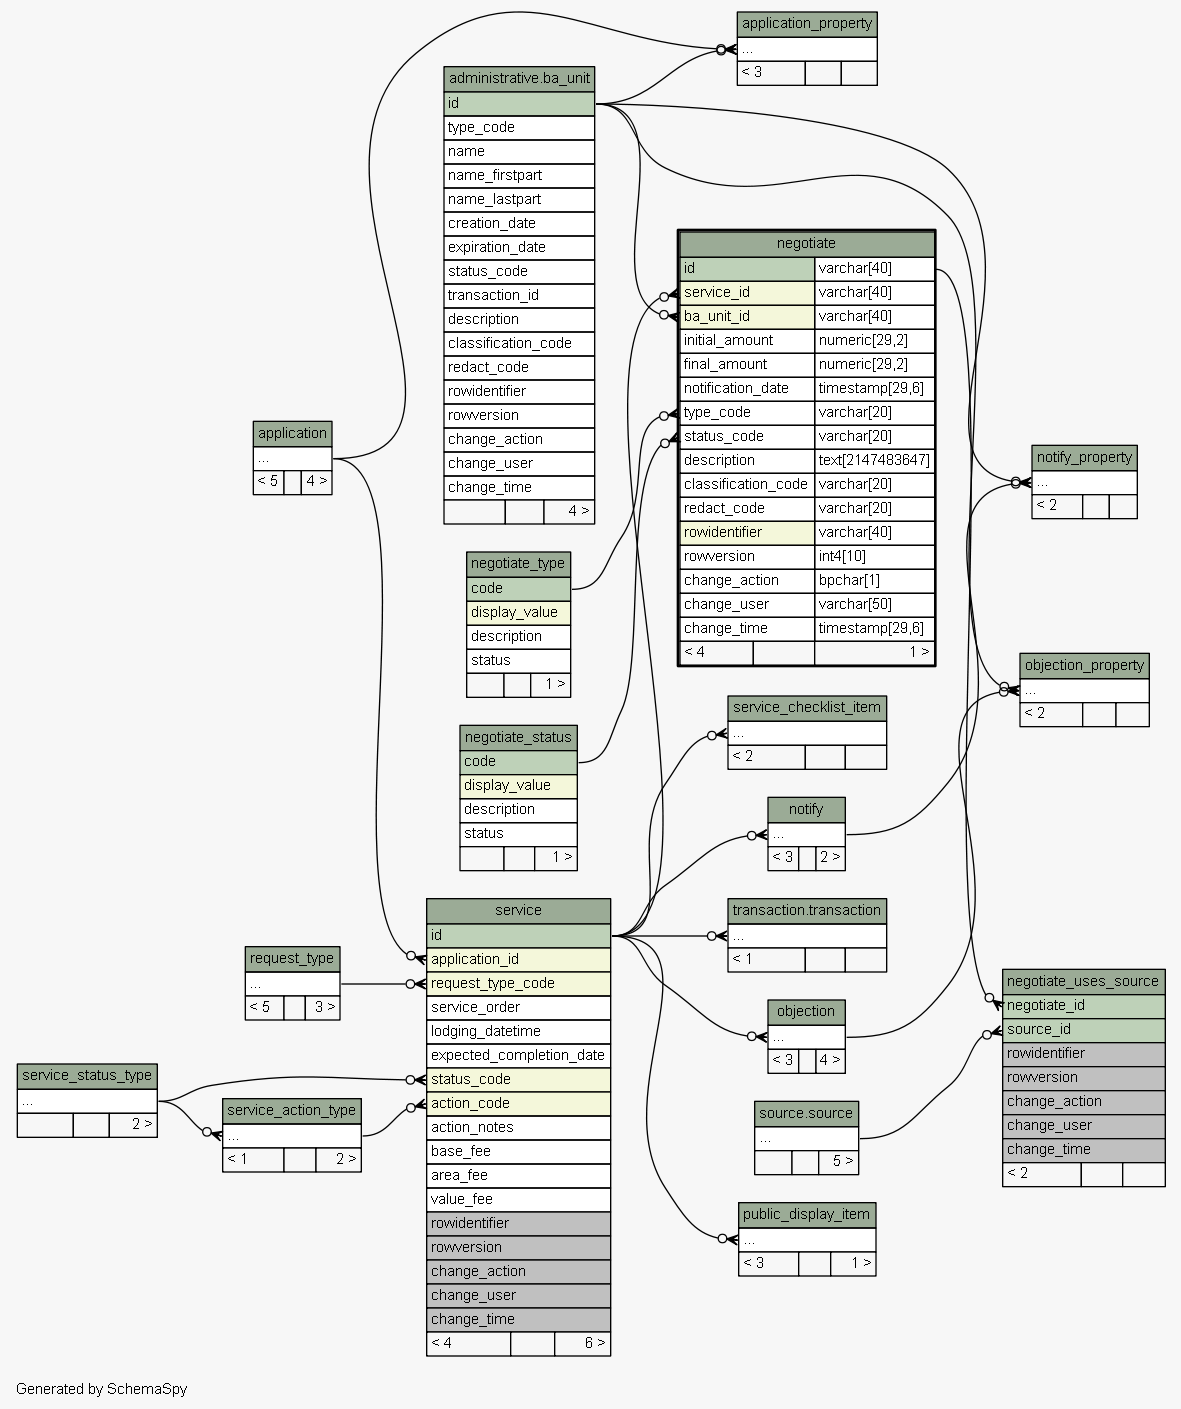 application_property
...
< 3
administrative.ba_unit
id
type_code
name
name_firstpart
name_lastpart
creation_date
expiration_date
status_code
transaction_id
description
classification_code
redact_code
rowidentifier
rowversion
change_action
change_user
change_time
4 >
negotiate
id varchar[40]
service_id varchar[40]
ba_unit_id varchar[40]
initial_amount numeric[29,2]
final_amount numeric[29,2]
notification_date timestamp[29,6]
type_code varchar[20]
status_code varchar[20]
description text[2147483647]
classification_code varchar[20]
redact_code varchar[20]
rowidentifier varchar[40]
rowversion int4[10]
change_action bpchar[1]
change_user varchar[50]
change_time timestamp[29,6]
< 4 1 >
application
...
< 5 4 >
notify_property
...
< 2
negotiate_type
code
display_value
description
status
1 >
objection_property
...
< 2
negotiate_status
code
display_value
description
status
1 >
service_checklist_item
...
< 2
notify
...
< 3 2 >
service
id
application_id
request_type_code
service_order
lodging_datetime
expected_completion_date
status_code
action_code
action_notes
base_fee
area_fee
value_fee
rowidentifier
rowversion
change_action
change_user
change_time
< 4 6 >
transaction.transaction
...
< 1
request_type
...
< 5 3 >
objection
...
< 3 4 >
negotiate_uses_source
negotiate_id
source_id
rowidentifier
rowversion
change_action
change_user
change_time
< 2
service_status_type
...
2 >
service_action_type
...
< 1 2 >
source.source
...
5 >
public_display_item
...
< 3 1 >
Generated by SchemaSpy